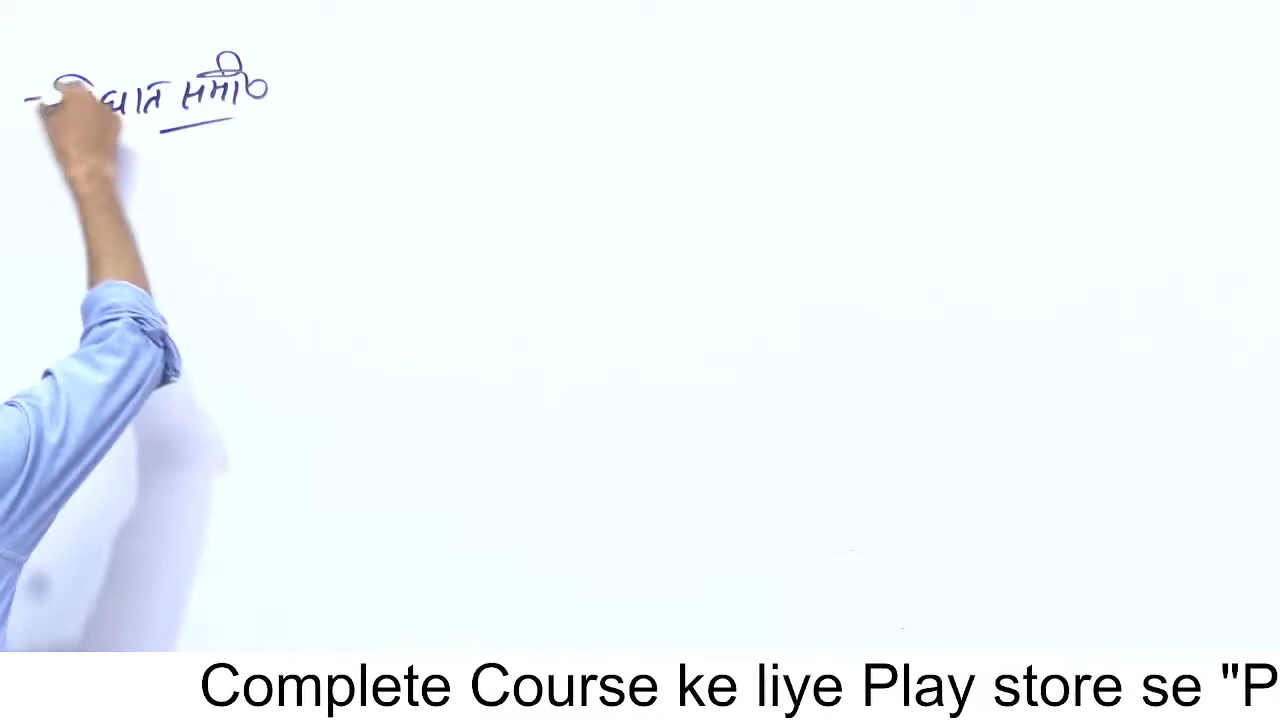 घात समी०
Complete Course ke liye Play store se "P